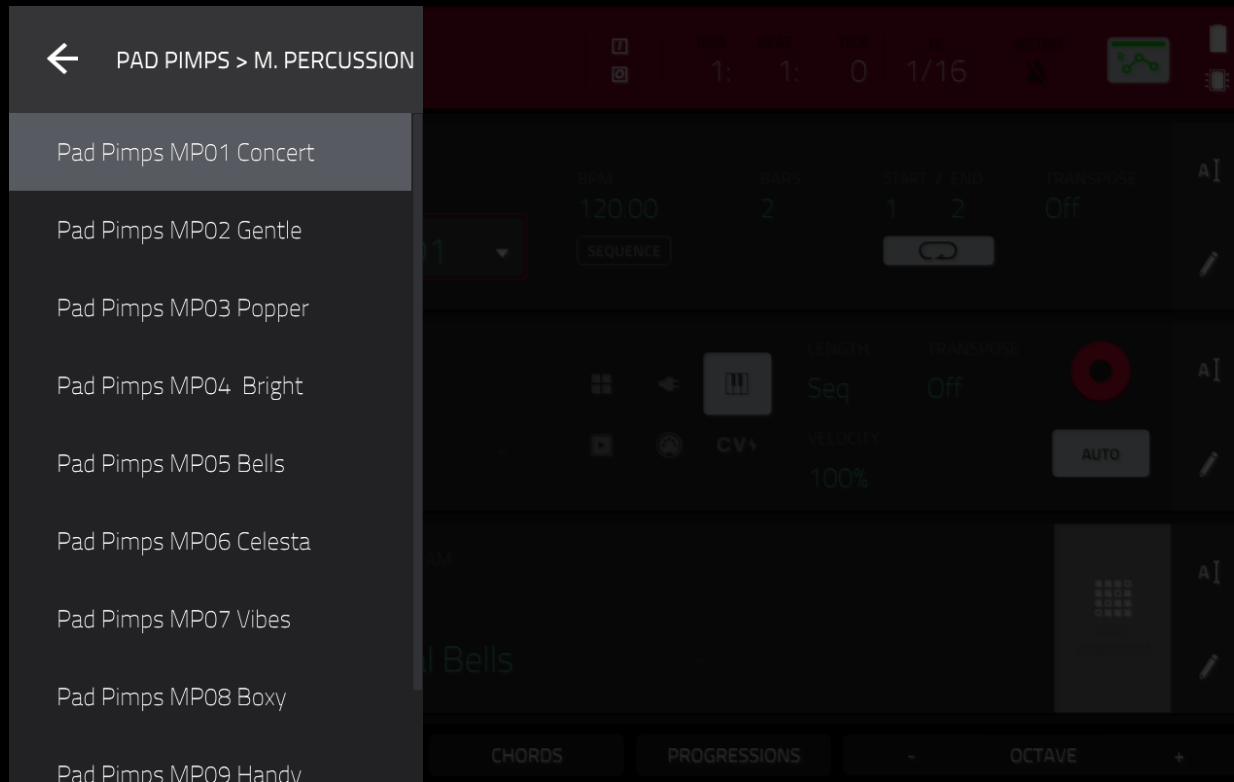 PAD PIMPS > M. PERCUSSION
Pad Pimps MP01 Concert
Pad Pimps MP02 Gentle
Pad Pimps MP03 Popper
Pad Pimps MP04  Bright
Pad Pimps MP05 Bells
Pad Pimps MP06 Celesta
Pad Pimps MP07 Vibes
Pad Pimps MP08 Boxy
Pad Pimps MP09 Handy
1: 1: 0 1/16
BPM BARS START / END TRANSPOSE
120.00 2 1 2 Off
SEQUENCE
LENGTH TRANSPOSE
Seq Off
CV
VELOCITY
100%
AUTO
Bells
CHORDS PROGRESSIONS - OCTAVE +